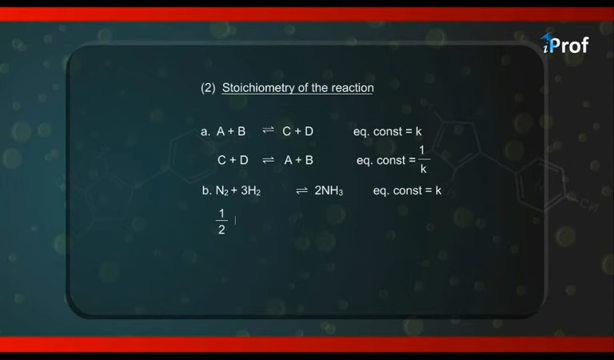 iProf
(2) Stoichiometry of the reaction
a. A + B ⇌ C + D eq. const = k
C + D ⇌ A + B eq. const = 1/k
b. N₂ + 3H₂ ⇌ 2NH₃ eq. const = k
1/2